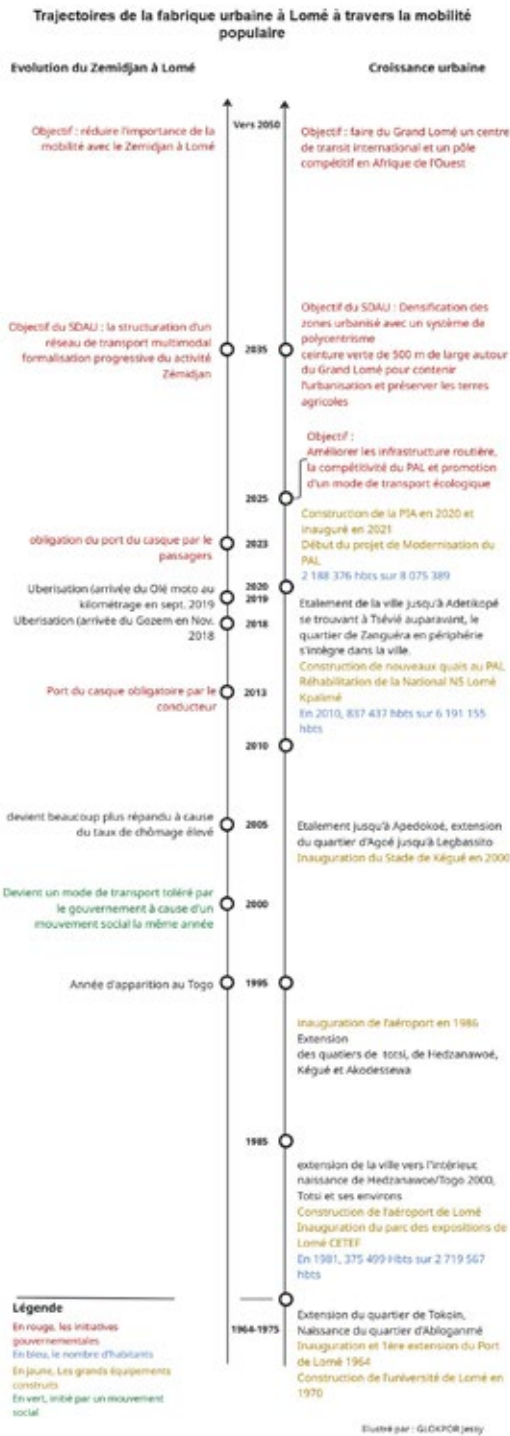 Trajectoires de la fabrique urbaine à Lomé à travers la mobilité
populaire
Evolution du Zemidjan à Lomé
Croissance urbaine
Vers 2050
Objectif : réduire l'importance de la
mobilité avec le Zemidjan à Lomé
Objectif : faire du Grand Lomé un centre
de transit international et un pôle
compétitif en Afrique de l'Ouest
Objectif du SDAU : la structuration d'un
réseau de transport multimodal
formalisation progressive du activité
Zémidjan
2035
Objectif du SDAU : Densification des
zones urbanisé avec un système de
polycentrisme
ceinture verte de 500 m de large autour
du Grand Lomé pour contenir
l'urbanisation et préserver les terres
agricoles
Objectif :
Améliorer les infrastructure routière,
la compétitivité du PAL et promotion
d'un mode de transport écologique
2025
Construction de la PIA en 2020 et
inauguré en 2021
Début du projet de Modernisation du
PAL
2 188 376 hbts sur 8 075 389
obligation du port du casque par le
passagers
2023
2020
Uberisation (arrivée du Olé moto au
kilométrage en sept. 2019
2019
Uberisation (arrivée du Gozem en Nov.
2018
2018
Etalement de la ville jusqu'à Adetikopé
se trouvant à Tsévié auparavant, le
quartier de Zanguéra en périphérie
s'intègre dans la ville.
Construction de nouveaux quais au PAL
Réhabilitation de la National N5 Lomé
Kpalimé
En 2010, 837 437 hbts sur 6 191 155
hbts
Port du casque obligatoire par le
conducteur
2013
2010
devient beaucoup plus répandu à cause
du taux de chômage élevé
2005
Etalement jusqu'à Apedokoé, extension
du quartier d'Agoé jusqu'à Legbassito
Inauguration du Stade de Kégué en 2000
Devient un mode de transport toléré par
le gouvernement à cause d'un
mouvement social la même année
2000
Année d'apparition au Togo
1995
Inauguration de l'aéroport en 1986
Extension
des quatiers de totsi, de Hedzanawoé,
Kégué et Akodessewa
1985
extension de la ville vers l'intérieur,
naissance de Hedzanawoe/Togo 2000,
Totsi et ses environs
Construction de l'aéroport de Lomé
Inauguration du parc des expositions de
Lomé CETEF
En 1981, 375 499 Hbts sur 2 719 567
hbts
1964-1975
Extension du quartier de Tokoin,
Naissance du quartier d'Abloganmé
Inauguration et 1ère extension du Port
de Lomé 1964
Construction de l'université de Lomé en
1970
Légende
En rouge, les initiatives
gouvernementales
En bleu, le nombre d'habitants
En jaune, Les grands équipements
construits
En vert, initié par un mouvement
social
Illustré par : GLOKPOR Jessy